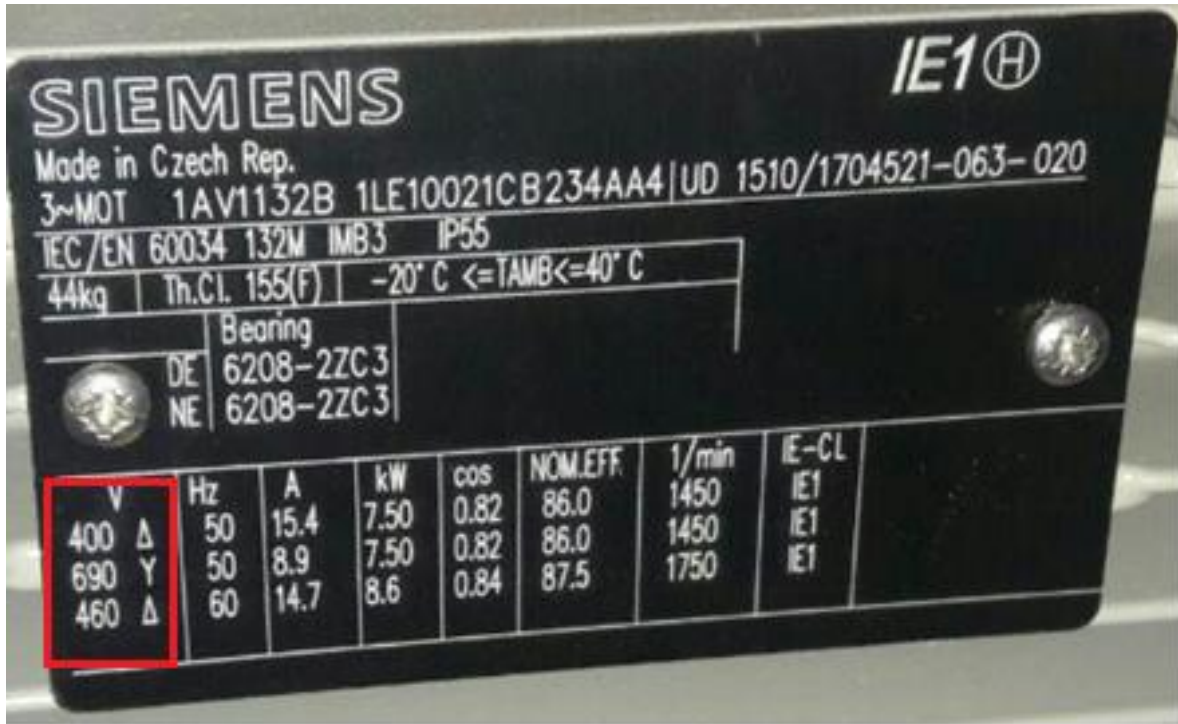 IE1 H
SIEMENS
Made in Czech Rep.
3~MOT 1AV1132B 1LE10021CB234AA4 UD 1510/1704521-063-020
IEC/EN 60034 132M IMB3 IP55
44kg Th.Cl. 155(F) -20°C <=TAMB<=40°C
Bearing
DE 6208-2ZC3
NE 6208-2ZC3
V Hz A kW cos NOM.EFF. 1/min IE-CL
400 Δ 50 15.4 7.50 0.82 86.0 1450 IE1
690 Y 50 8.9 7.50 0.82 86.0 1450 IE1
460 Δ 60 14.7 8.6 0.84 87.5 1750 IE1